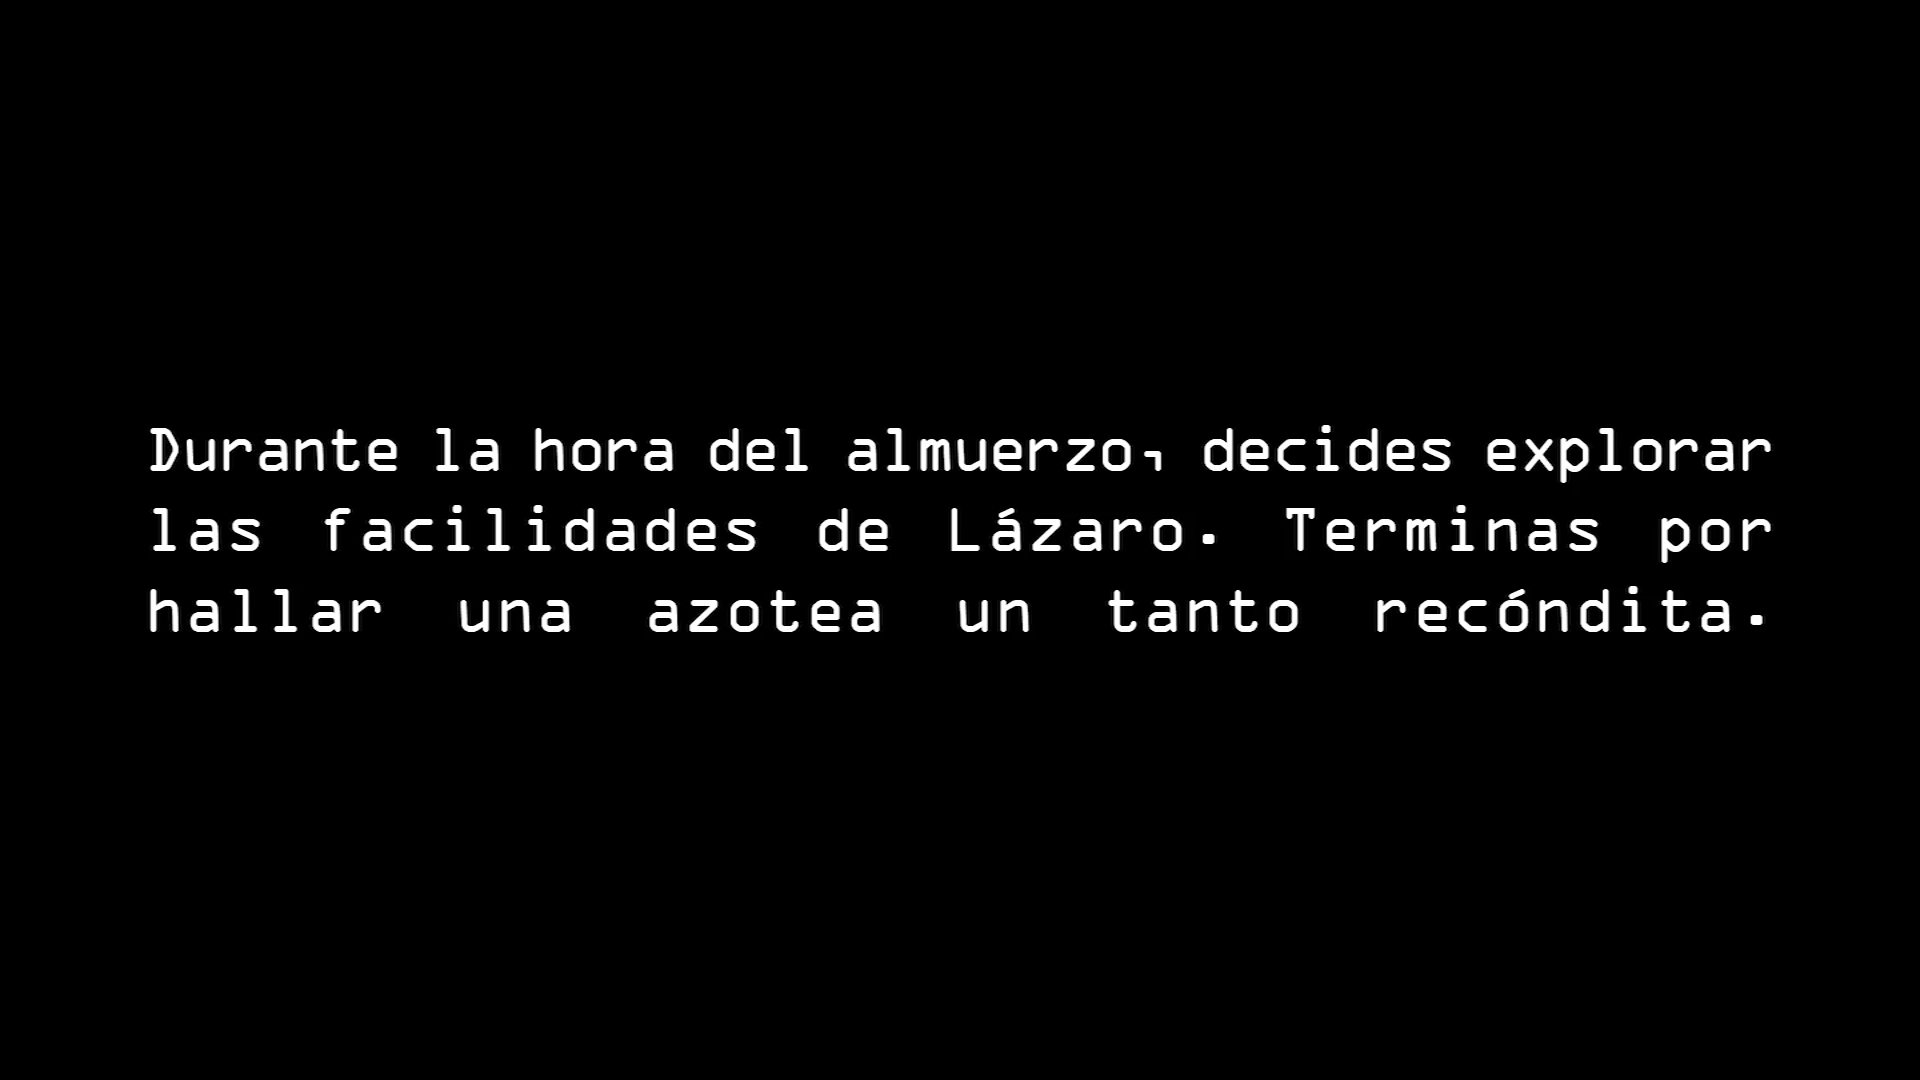 Durante la hora del almuerzo, decides explorar
las facilidades de Lázaro. Terminas por
hallar una azotea un tanto recóndita.